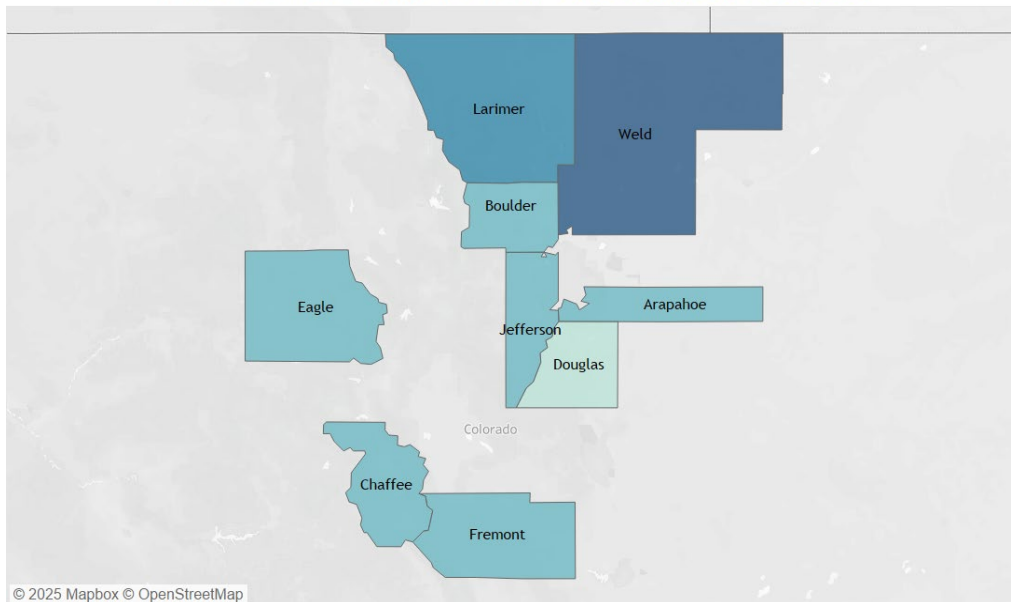 Larimer
Weld
Boulder
Eagle
Arapahoe
Jefferson
Douglas
Colorado
Chaffee
Fremont
© 2025 Mapbox © OpenStreetMap